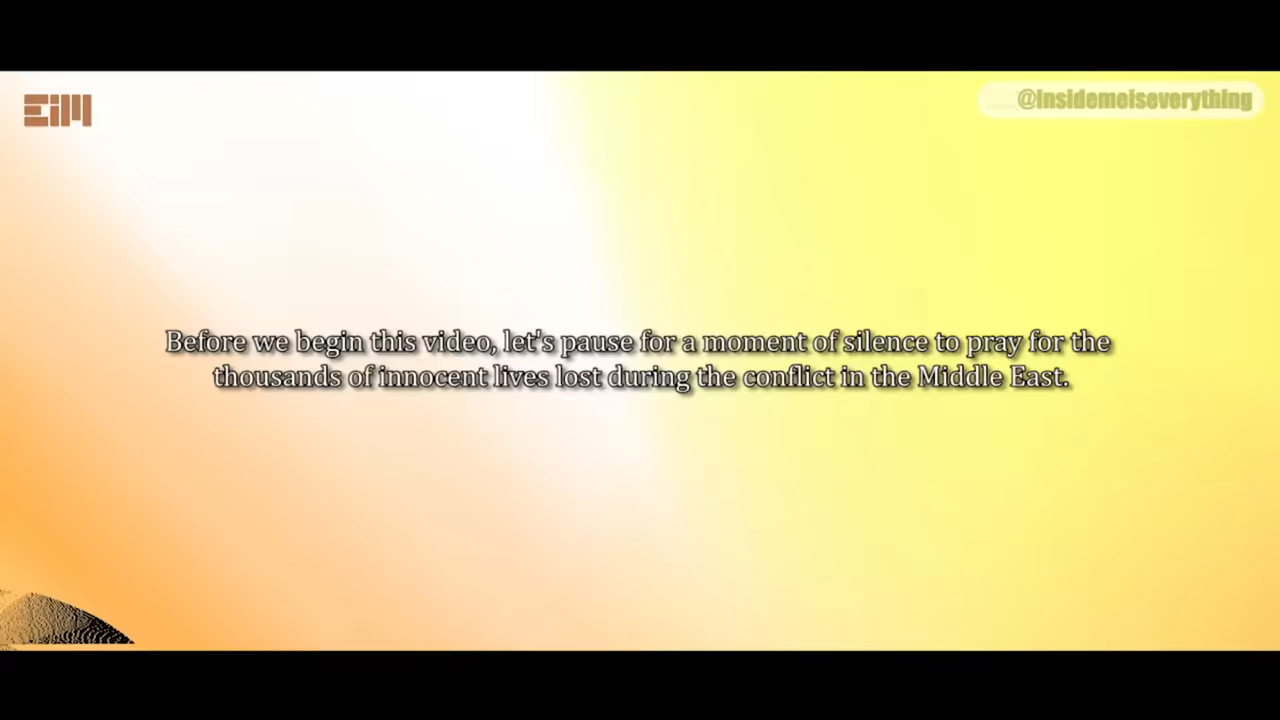 EiM
@insidemeiseverything
Before we begin this video, let's pause for a moment of silence to pray for the
thousands of innocent lives lost during the conflict in the Middle East.